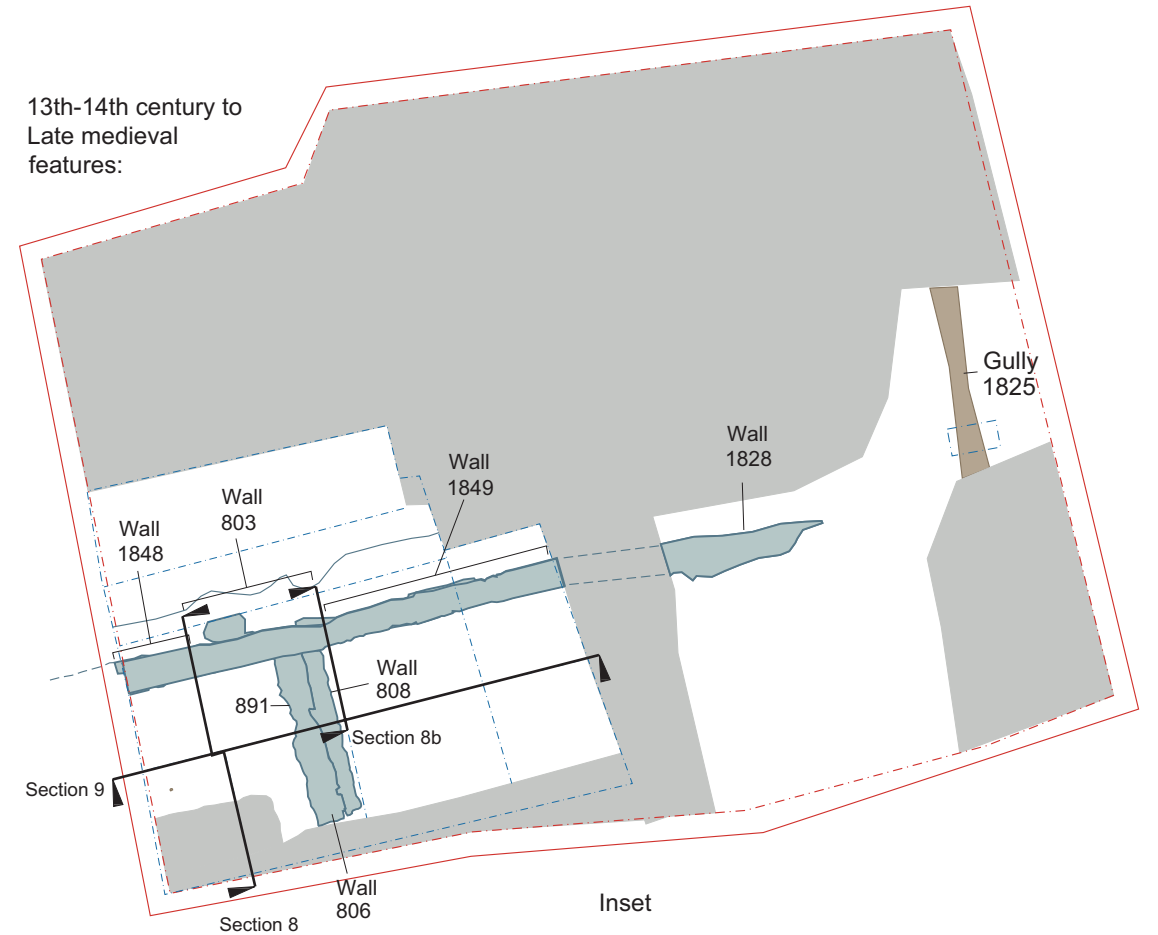 13th-14th century to
Late medieval
features:
Gully
1825
Wall
1828
Wall
1849
Wall
803
Wall
1848
Wall
808
891
Section 8b
Section 9
Wall
806
Section 8
Inset